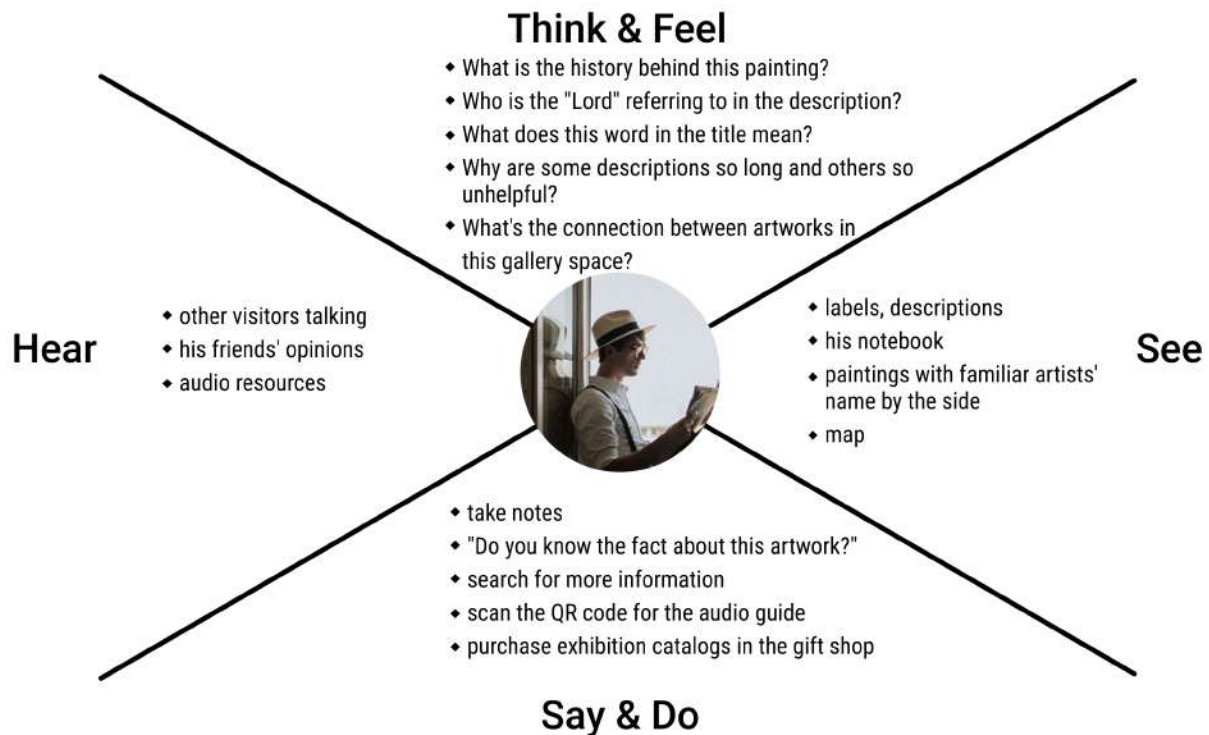 Think & Feel
◆ What is the history behind this painting?
◆ Who is the "Lord" referring to in the description?
◆ What does this word in the title mean?
◆ Why are some descriptions so long and others so
unhelpful?
◆ What's the connection between artworks in
this gallery space?
Hear
◆ other visitors talking
◆ his friends' opinions
◆ audio resources
◆ labels, descriptions
◆ his notebook
◆ paintings with familiar artists'
name by the side
◆ map
See
◆ take notes
◆ "Do you know the fact about this artwork?"
◆ search for more information
◆ scan the QR code for the audio guide
◆ purchase exhibition catalogs in the gift shop
Say & Do